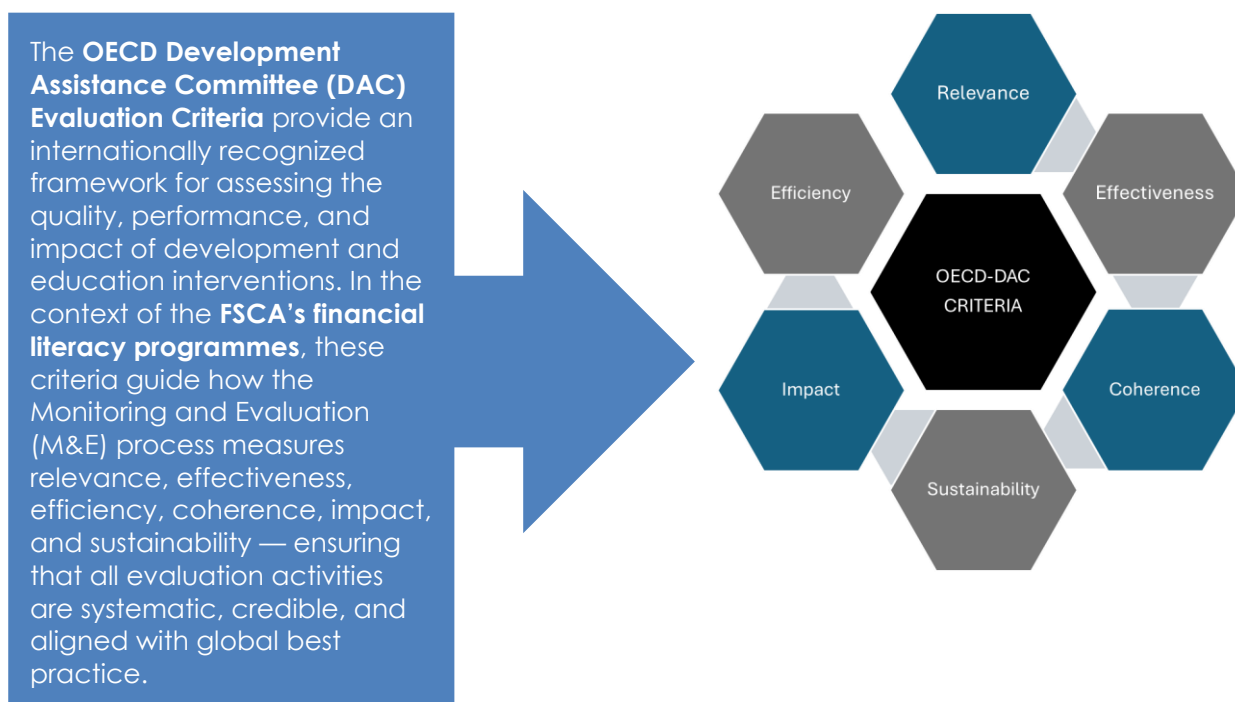 The OECD Development
Assistance Committee (DAC)
Evaluation Criteria provide an
internationally recognized
framework for assessing the
quality, performance, and
impact of development and
education interventions. In the
context of the FSCA's financial
literacy programmes, these
criteria guide how the
Monitoring and Evaluation
(M&E) process measures
relevance, effectiveness,
efficiency, coherence, impact,
and sustainability — ensuring
that all evaluation activities
are systematic, credible, and
aligned with global best
practice.
Relevance
Efficiency
Effectiveness
OECD-DAC
CRITERIA
Impact
Coherence
Sustainability